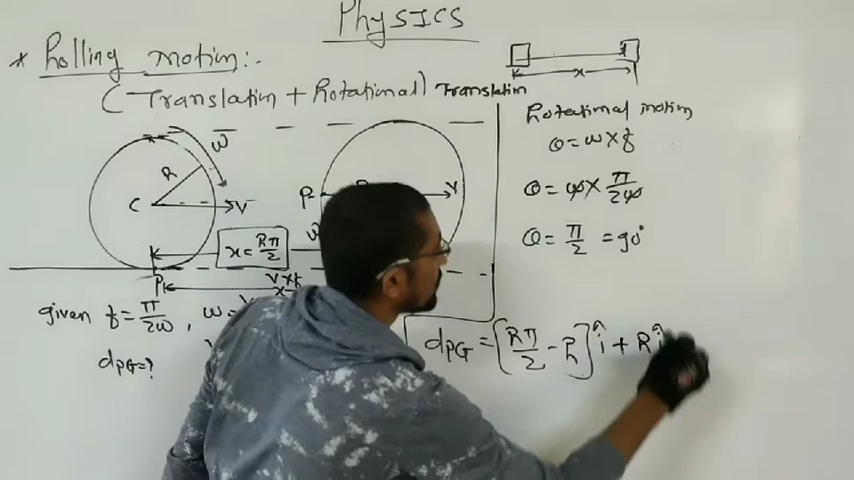 Physics
* Rolling motion:-
(Translation + Rotational) Translation
x
Rotational motion
θ = ω × t
θ = ω × π/2ω
θ = π/2 = 90°
ω
R
C
V
P
V
x = Rπ/2
P
v × t
given t = π/2ω, ω =
dPG = ?
dPG = [Rπ/2 - R] î + R ĵ